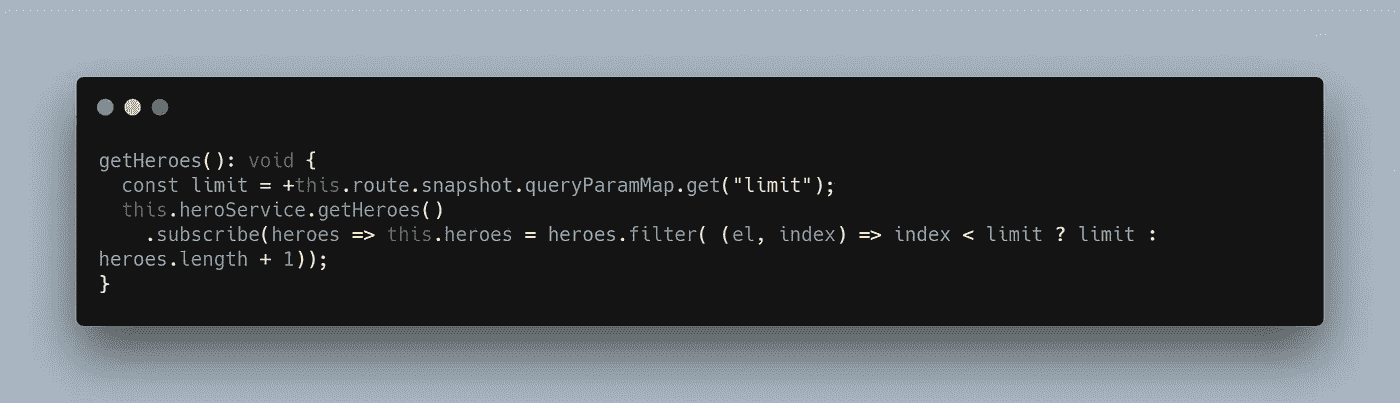 getHeroes(): void {
  const limit = +this.route.snapshot.queryParamMap.get("limit");
  this.heroService.getHeroes()
    .subscribe(heroes => this.heroes = heroes.filter( (el, index) => index < limit ? limit :
heroes.length + 1));
}